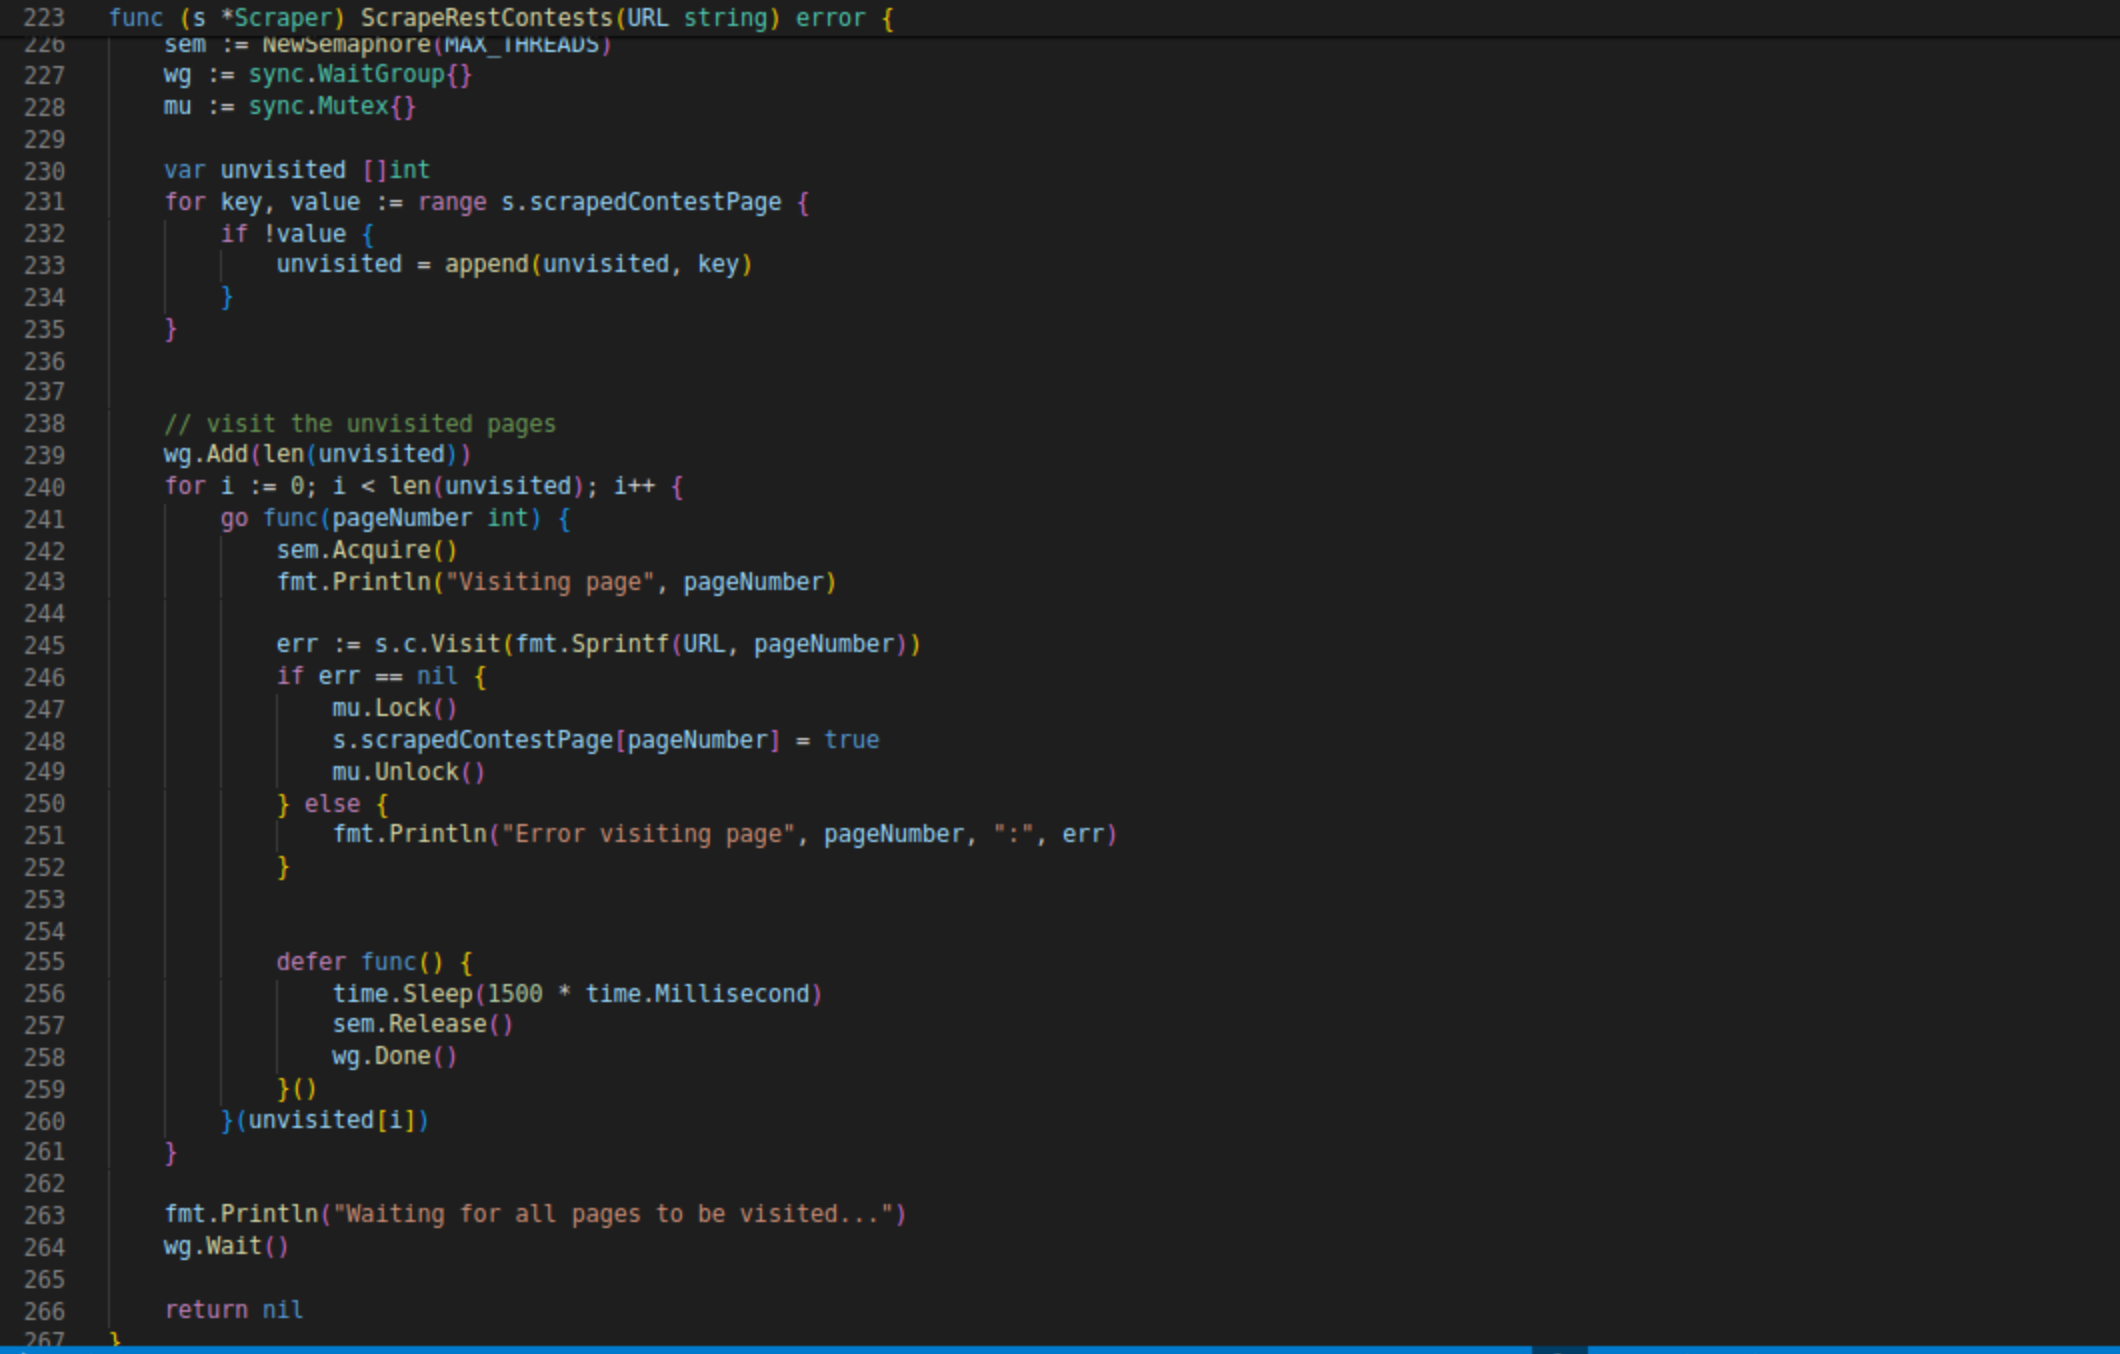 223 func (s *Scraper) ScrapeRestContests(URL string) error {
226     sem := NewSemaphore(MAX_THREADS)
227     wg := sync.WaitGroup{}
228     mu := sync.Mutex{}
229
230     var unvisited []int
231     for key, value := range s.scrapedContestPage {
232         if !value {
233             unvisited = append(unvisited, key)
234         }
235     }
236
237
238     // visit the unvisited pages
239     wg.Add(len(unvisited))
240     for i := 0; i < len(unvisited); i++ {
241         go func(pageNumber int) {
242             sem.Acquire()
243             fmt.Println("Visiting page", pageNumber)
244
245             err := s.c.Visit(fmt.Sprintf(URL, pageNumber))
246             if err == nil {
247                 mu.Lock()
248                 s.scrapedContestPage[pageNumber] = true
249                 mu.Unlock()
250             } else {
251                 fmt.Println("Error visiting page", pageNumber, ":", err)
252             }
253
254
255             defer func() {
256                 time.Sleep(1500 * time.Millisecond)
257                 sem.Release()
258                 wg.Done()
259             }()
260         }(unvisited[i])
261     }
262
263     fmt.Println("Waiting for all pages to be visited...")
264     wg.Wait()
265
266     return nil
267 }